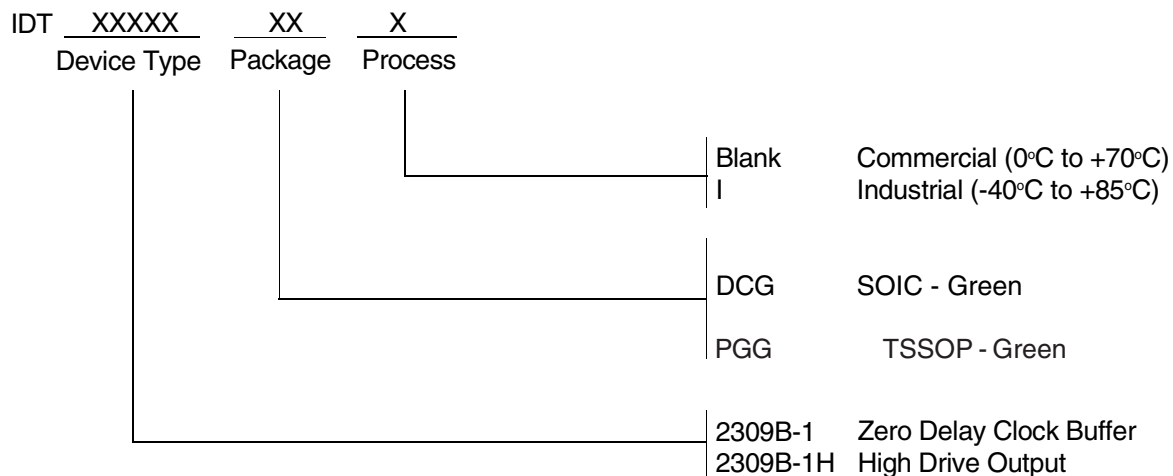 IDT XXXXX XX X
Device Type Package Process
Blank Commercial (0°C to +70°C)
I Industrial (-40°C to +85°C)
DCG SOIC - Green
PGG TSSOP - Green
2309B-1 Zero Delay Clock Buffer
2309B-1H High Drive Output